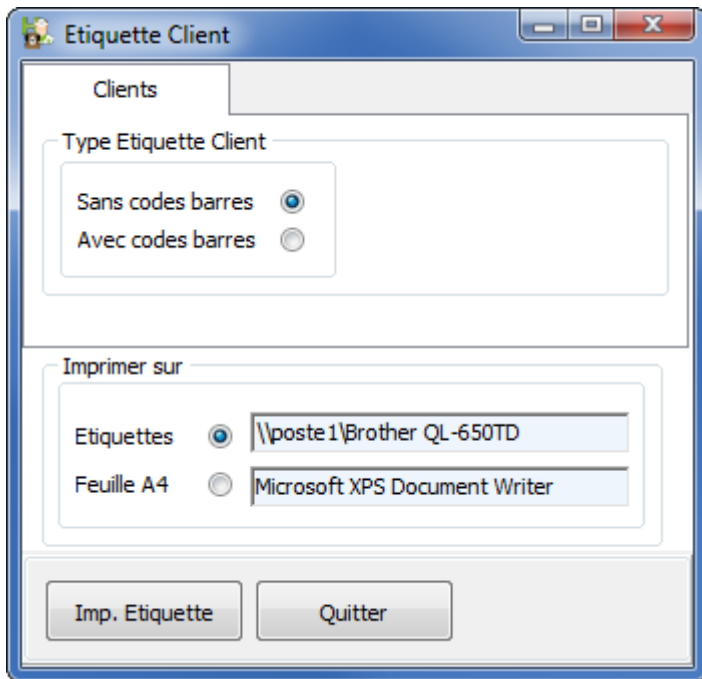 Etiquette Client
Clients
Type Etiquette Client
Sans codes barres
Avec codes barres
Imprimer sur
Etiquettes \\poste1\Brother QL-650TD
Feuille A4 Microsoft XPS Document Writer
Imp. Etiquette Quitter